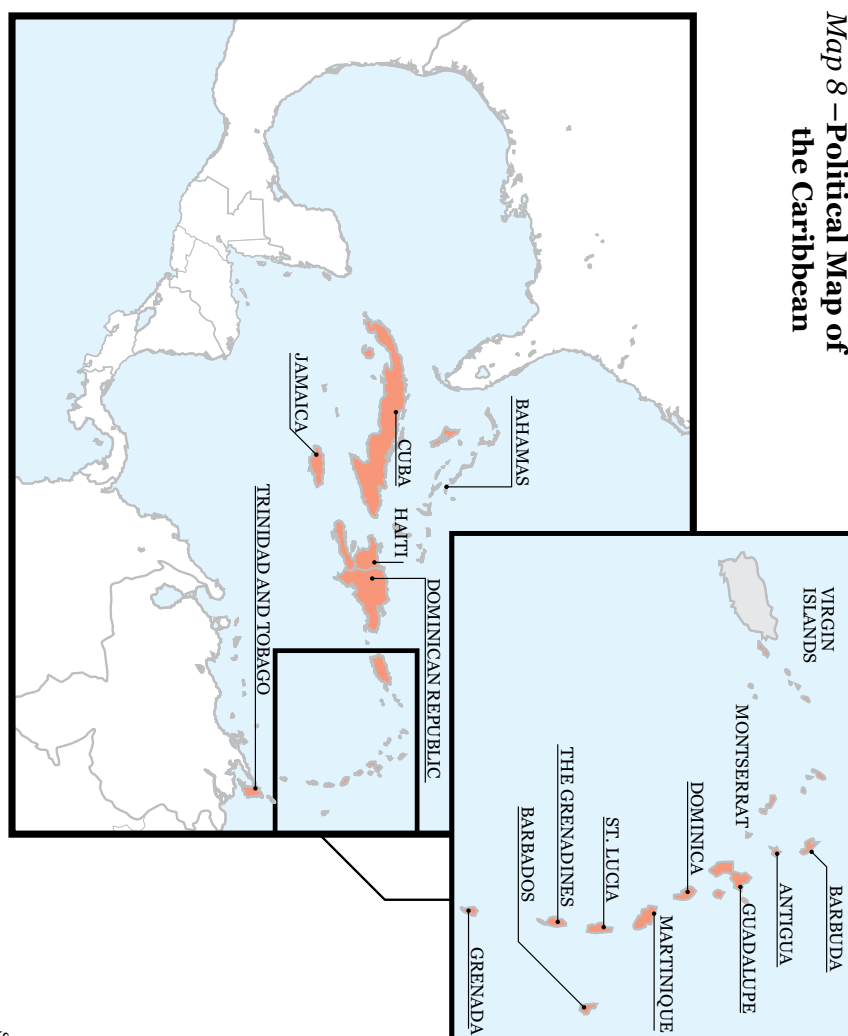 Map 8 – Political Map of
the Caribbean
BAHAMAS
CUBA
JAMAICA
HAITI
DOMINICAN REPUBLIC
TRINIDAD AND TOBAGO
VIRGIN
ISLANDS
MONTSERRAT
BARBUDA
ANTIGUA
GUADALUPE
DOMINICA
MARTINIQUE
ST. LUCIA
THE GRENADINES
BARBADOS
GRENADA